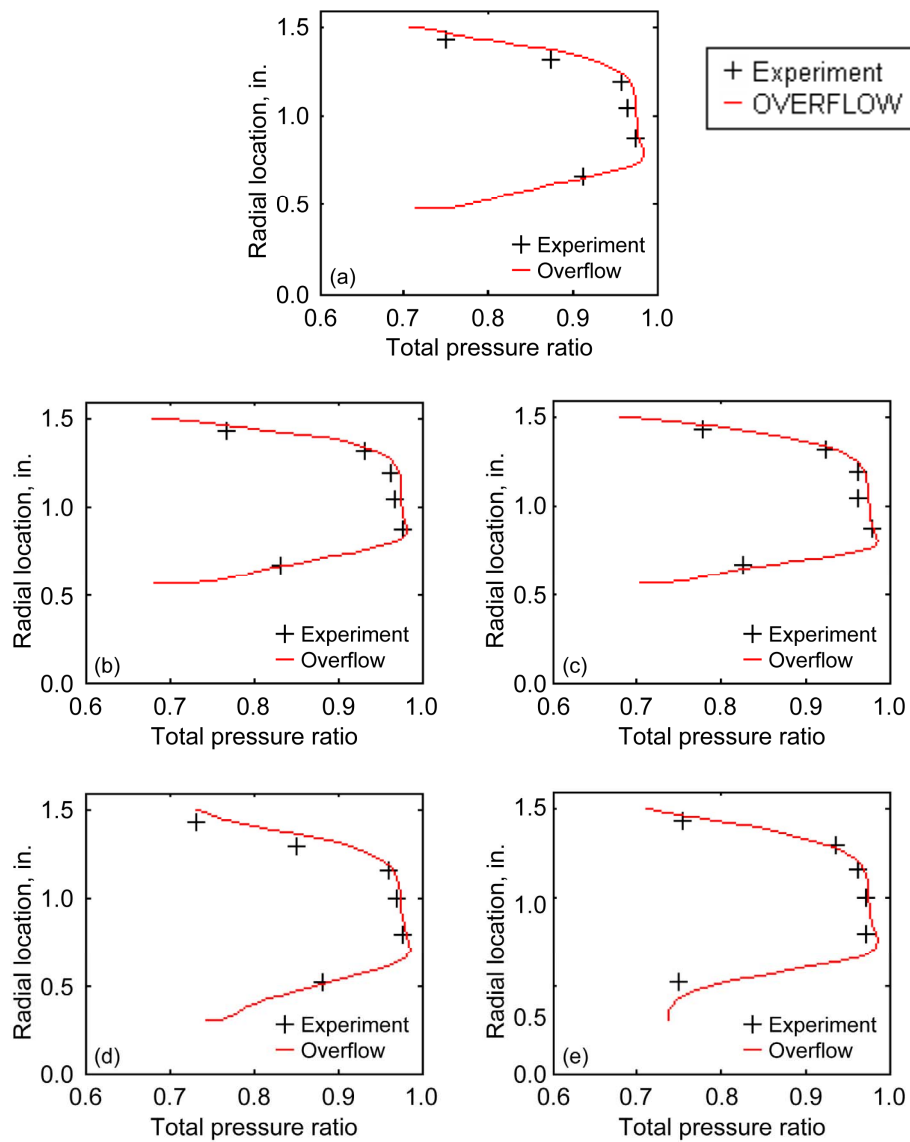 1.5
1.0
0.5
0.0
Radial location, in.
+ Experiment
— Overflow
(a)
0.6 0.7 0.8 0.9 1.0
Total pressure ratio
+ Experiment
— OVERFLOW
1.5
1.0
0.5
0.0
Radial location, in.
+ Experiment
— Overflow
(b)
0.6 0.7 0.8 0.9 1.0
Total pressure ratio
1.5
1.0
0.5
0.0
Radial location, in.
+ Experiment
— Overflow
(c)
0.6 0.7 0.8 0.9 1.0
Total pressure ratio
1.5
1.0
0.5
0.0
Radial location, in.
+ Experiment
— Overflow
(d)
0.6 0.7 0.8 0.9 1.0
Total pressure ratio
1.5
1.0
0.5
0.0
Radial location, in.
+ Experiment
— Overflow
(e)
0.6 0.7 0.8 0.9 1.0
Total pressure ratio